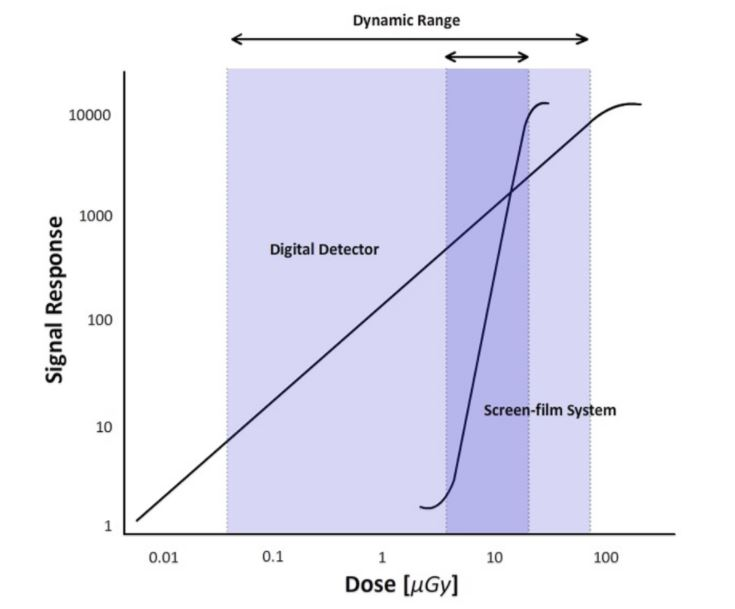 Dynamic Range
10000
1000
100
10
1
Signal Response
Digital Detector
Screen-film System
0.01 0.1 1 10 100
Dose [μGy]